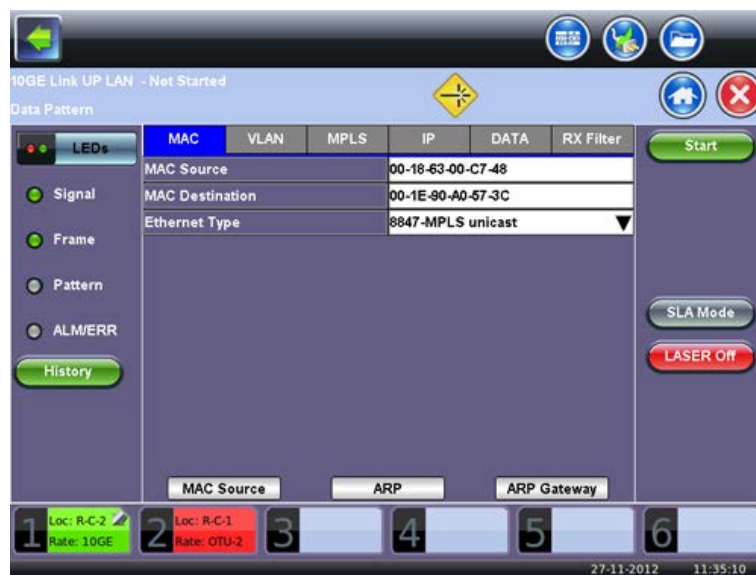 10GE Link UP LAN - Not Started
Data Pattern
LEDs
Signal
Frame
Pattern
ALM/ERR
History
MAC VLAN MPLS IP DATA RX Filter
MAC Source 00-18-63-00-C7-48
MAC Destination 00-1E-90-A0-57-3C
Ethernet Type 8847-MPLS unicast
MAC Source ARP ARP Gateway
Start
SLA Mode
LASER Off
1 Loc: R-C-2
Rate: 10GE
2 Loc: R-C-1
Rate: OTU-2
3 4 5 6
27-11-2012 11:35:10